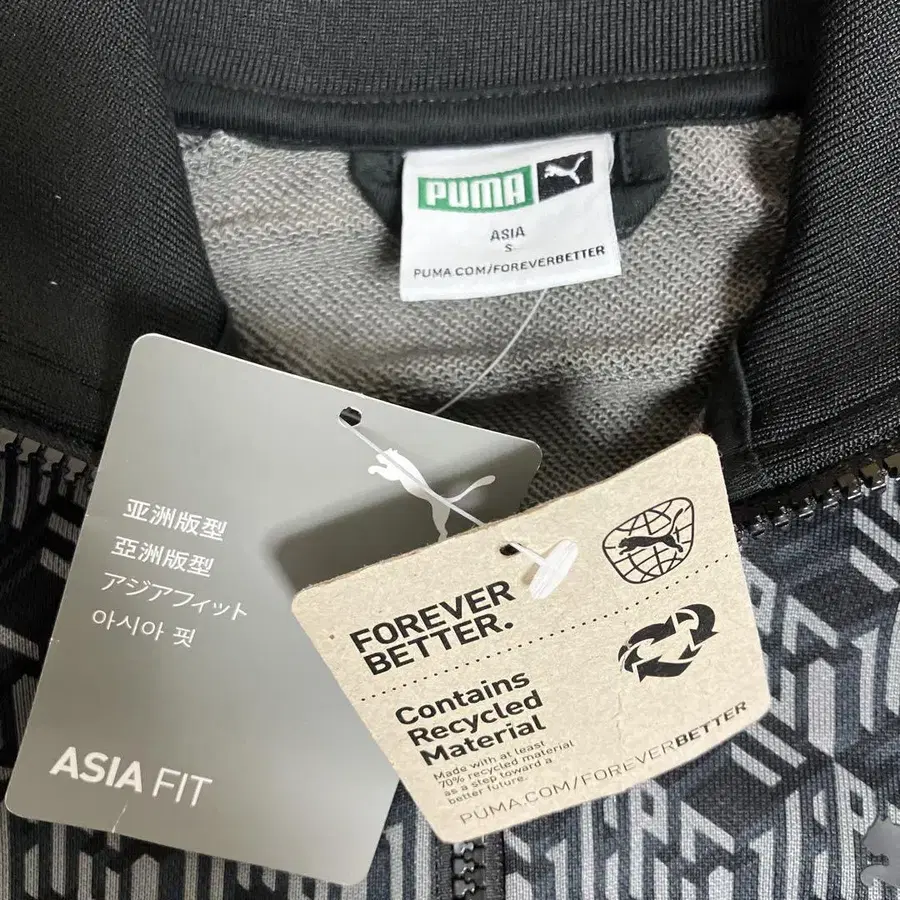 PUMA
ASIA
S
PUMA.COM/FOREVERBETTER
亚洲版型
亞洲版型
アジアフィット
아시아 핏
ASIA FIT
FOREVER
BETTER.
Contains
Recycled
Material
Made with at least
70% recycled material
as a step toward a
better future.
PUMA.COM/FOREVERBETTER